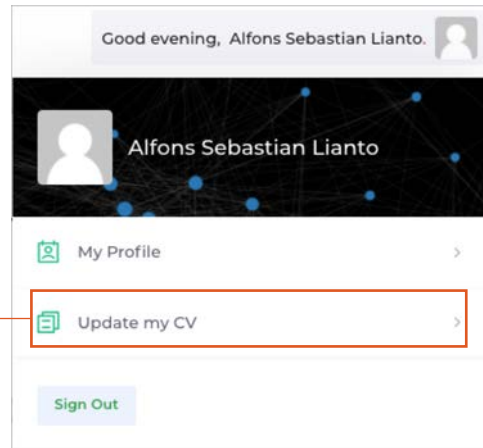 Good evening, Alfons Sebastian Lianto.
Alfons Sebastian Lianto
My Profile
Update my CV
Sign Out